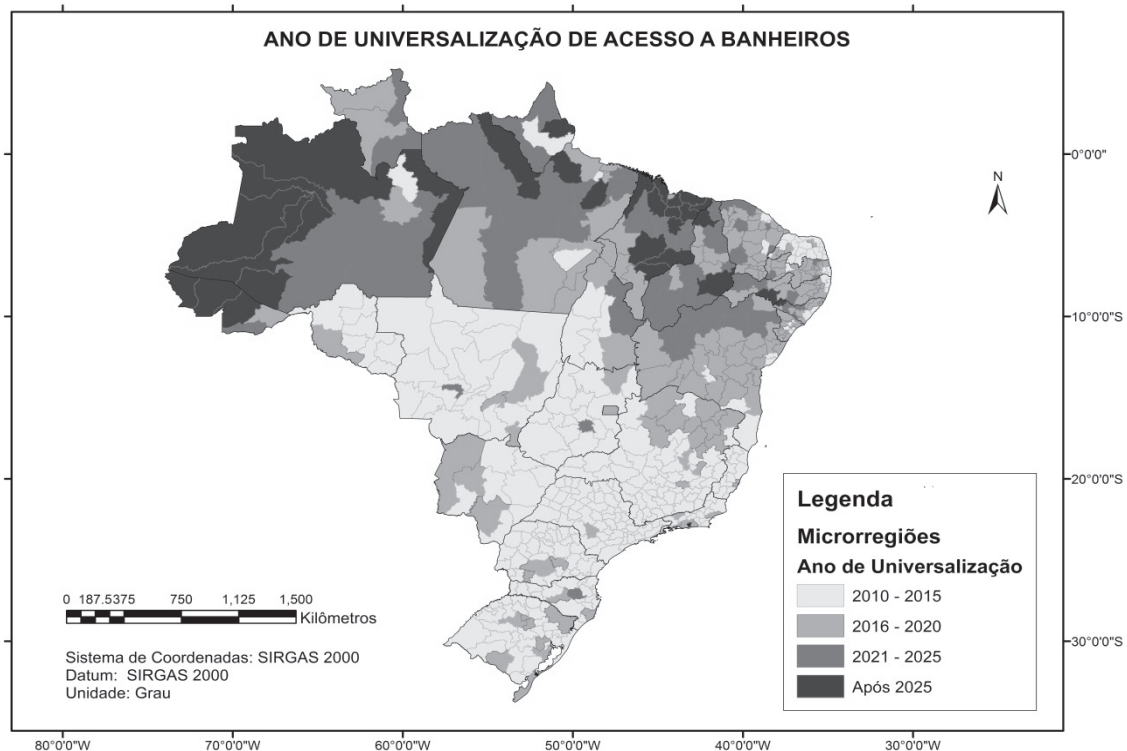 ANO DE UNIVERSALIZAÇÃO DE ACESSO A BANHEIROS
0°0'0"
N
10°0'0"S
20°0'0"S
30°0'0"S
Legenda
Microrregiões
Ano de Universalização
2010 - 2015
2016 - 2020
2021 - 2025
Após 2025
0 187.5375 750 1,125 1,500
Kilômetros
Sistema de Coordenadas: SIRGAS 2000
Datum: SIRGAS 2000
Unidade: Grau
80°0'0"W 70°0'0"W 60°0'0"W 50°0'0"W 40°0'0"W 30°0'0"W